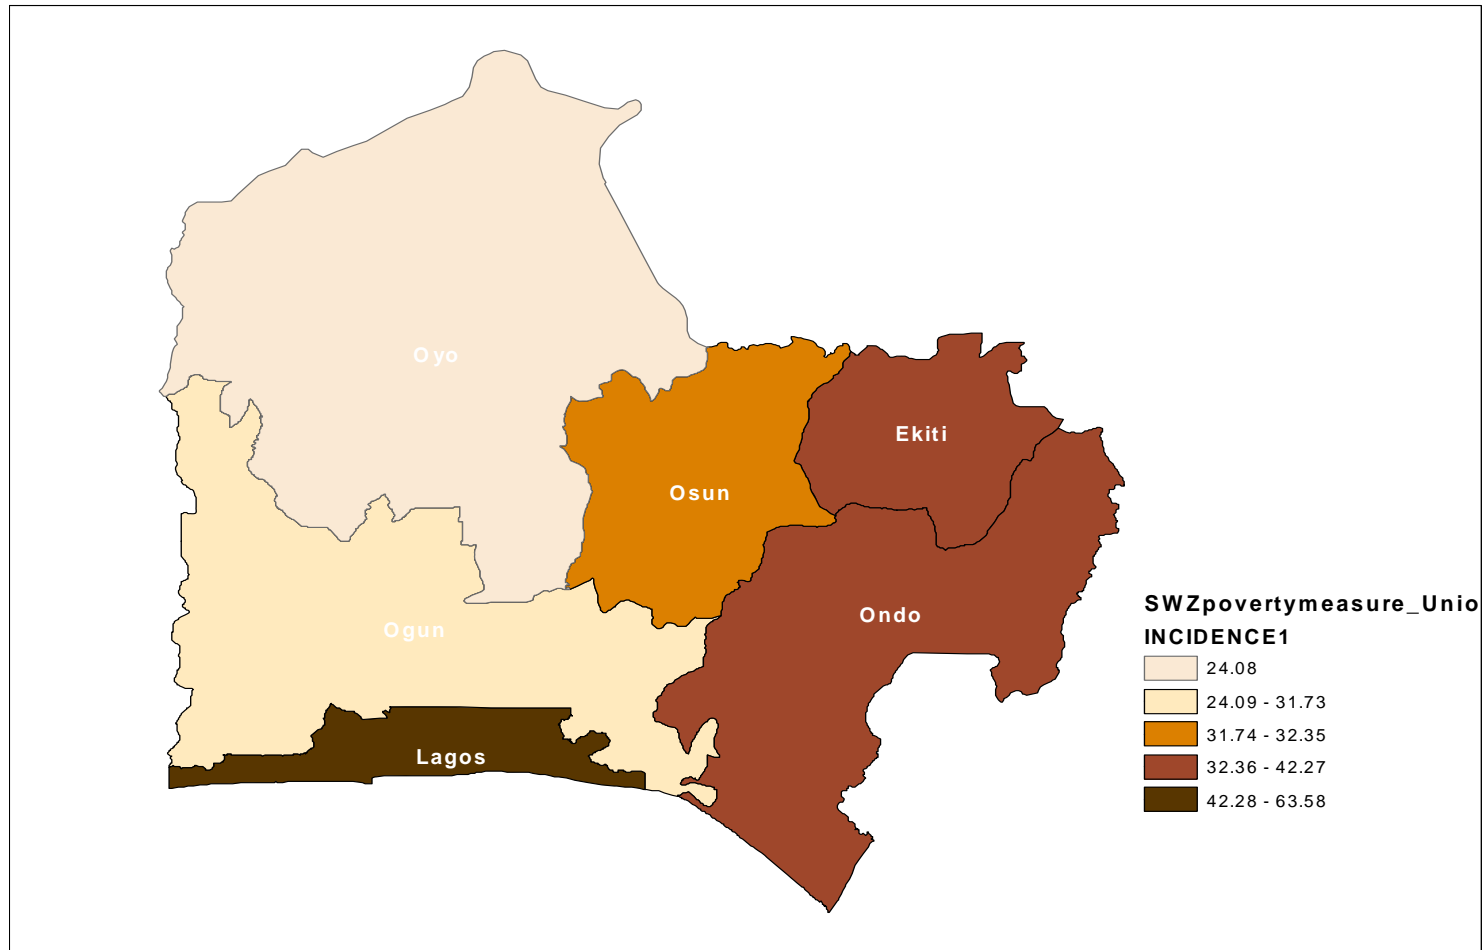 Oyo
Ekiti
Osun
Ondo
Ogun
Lagos
SWZpovertymeasure_Unio
INCIDENCE1
24.08
24.09 - 31.73
31.74 - 32.35
32.36 - 42.27
42.28 - 63.58